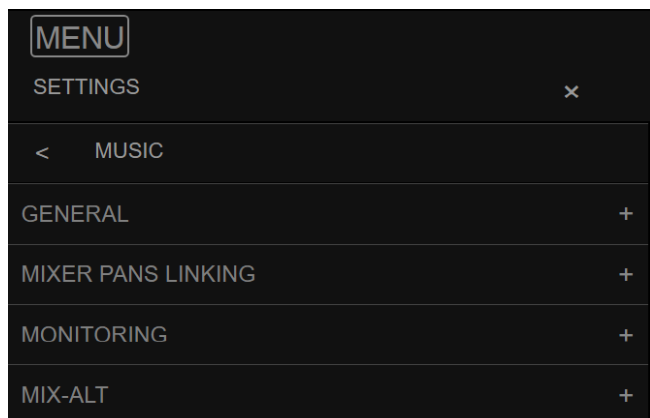 MENU
SETTINGS ×
< MUSIC
GENERAL +
MIXER PANS LINKING +
MONITORING +
MIX-ALT +